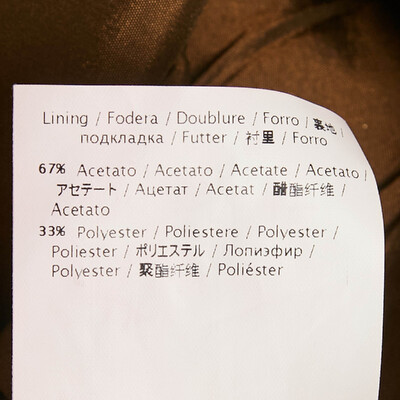 Lining / Fodera / Doublure / Forro / 裏地 /
подкладка / Futter / 衬里 / Forro
67% Acetato / Acetato / Acetate / Acetato /
アセテート / Ацетат / Acetat / 醋酯纤维 /
Acetato
33% Polyester / Poliestere / Polyester /
Poliester / ポリエステル / Лопиэфир /
Polyester / 聚酯纤维 / Poliéster